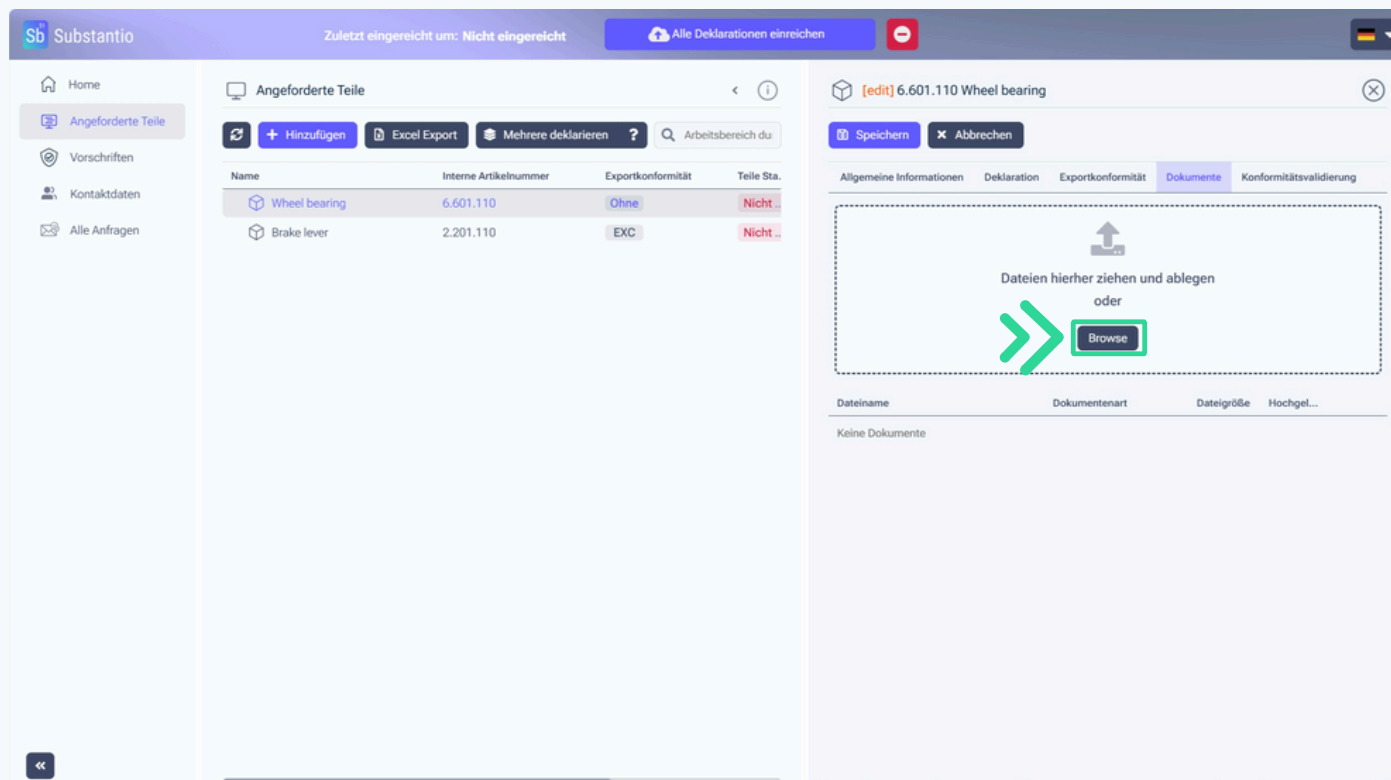 Sb Substantio
Zuletzt eingereicht um: Nicht eingereicht
Alle Deklarationen einreichen
Home
Angeforderte Teile
Vorschriften
Kontaktdaten
Alle Anfragen
Angeforderte Teile
+ Hinzufügen
Excel Export
Mehrere deklarieren ?
Arbeitsbereich du
Name Interne Artikelnummer Exportkonformität Teile Sta.
Wheel bearing 6.601.110 Ohne Nicht ..
Brake lever 2.201.110 EXC Nicht ..
[edit] 6.601.110 Wheel bearing
Speichern
Abbrechen
Allgemeine Informationen Deklaration Exportkonformität Dokumente Konformitätsvalidierung
Dateien hierher ziehen und ablegen
oder
Browse
Dateiname Dokumentenart Dateigröße Hochgel...
Keine Dokumente